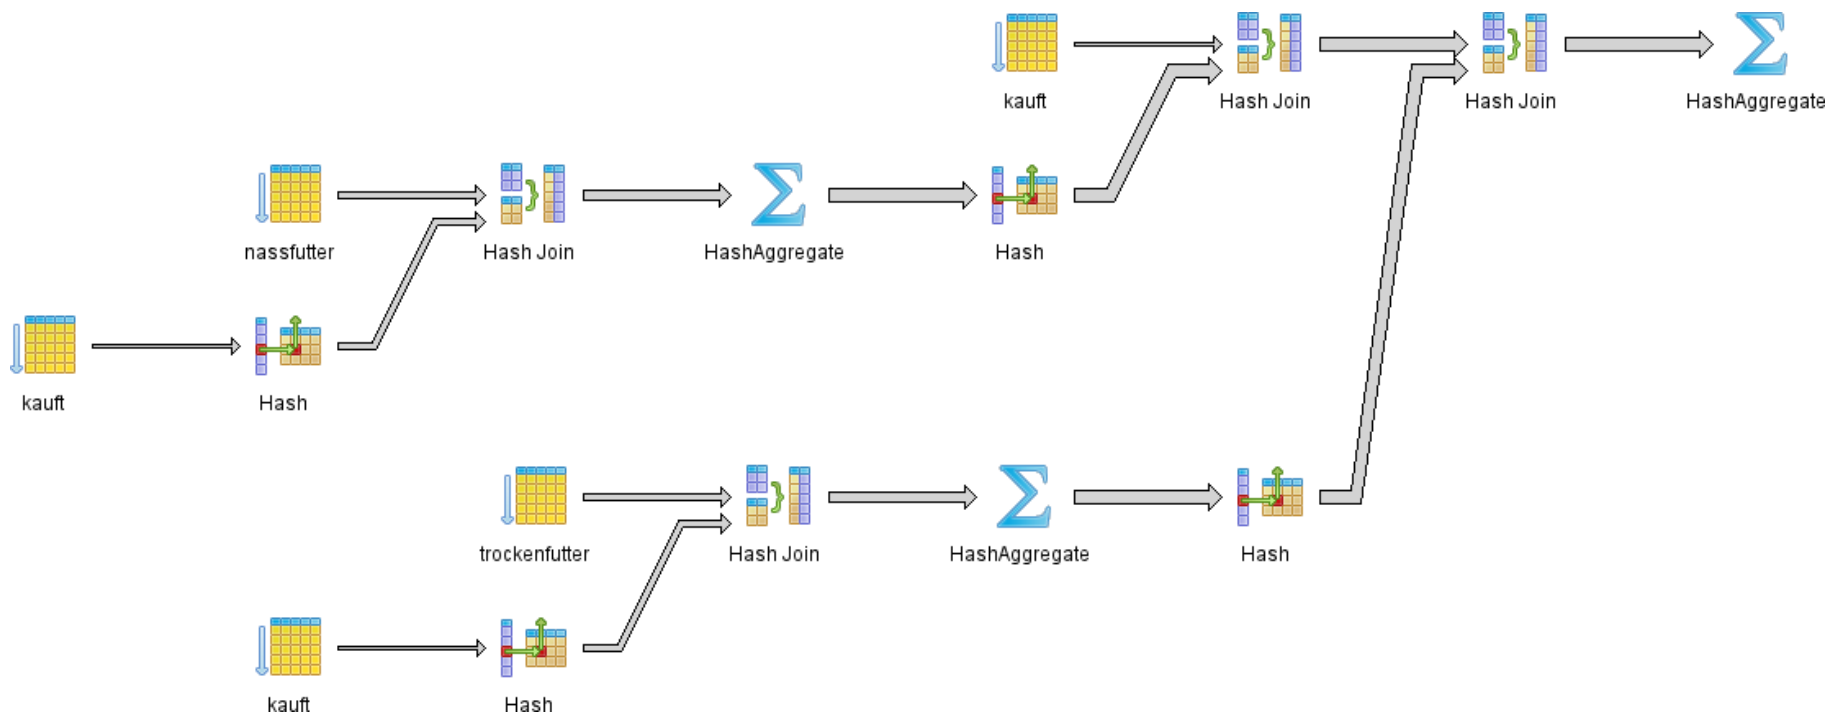 kauft
Hash Join
Hash Join
HashAggregate
nassfutter
Hash Join
HashAggregate
Hash
kauft
Hash
trockenfutter
Hash Join
HashAggregate
Hash
kauft
Hash